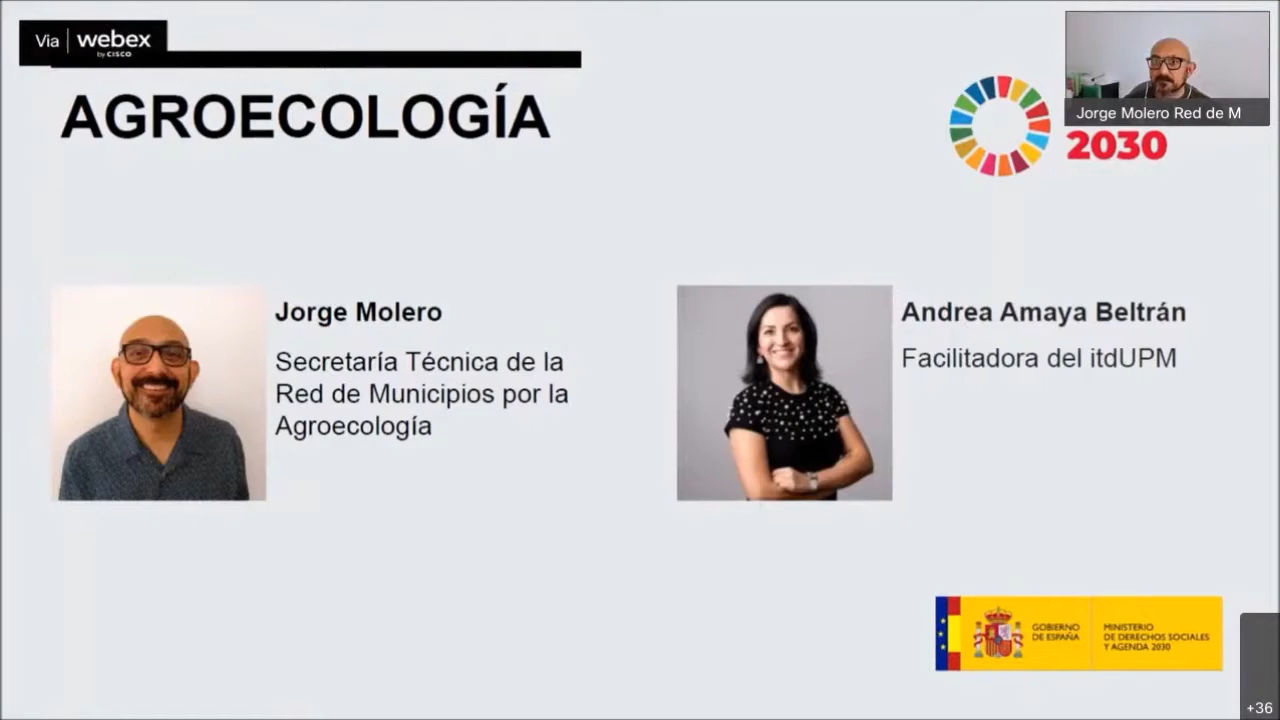 Via webex
by CISCO
AGROECOLOGÍA
Jorge Molero Red de M
2030
Jorge Molero
Secretaría Técnica de la
Red de Municipios por la
Agroecología
Andrea Amaya Beltrán
Facilitadora del itdUPM
GOBIERNO
DE ESPAÑA
MINISTERIO
DE DERECHOS SOCIALES
Y AGENDA 2030
+36